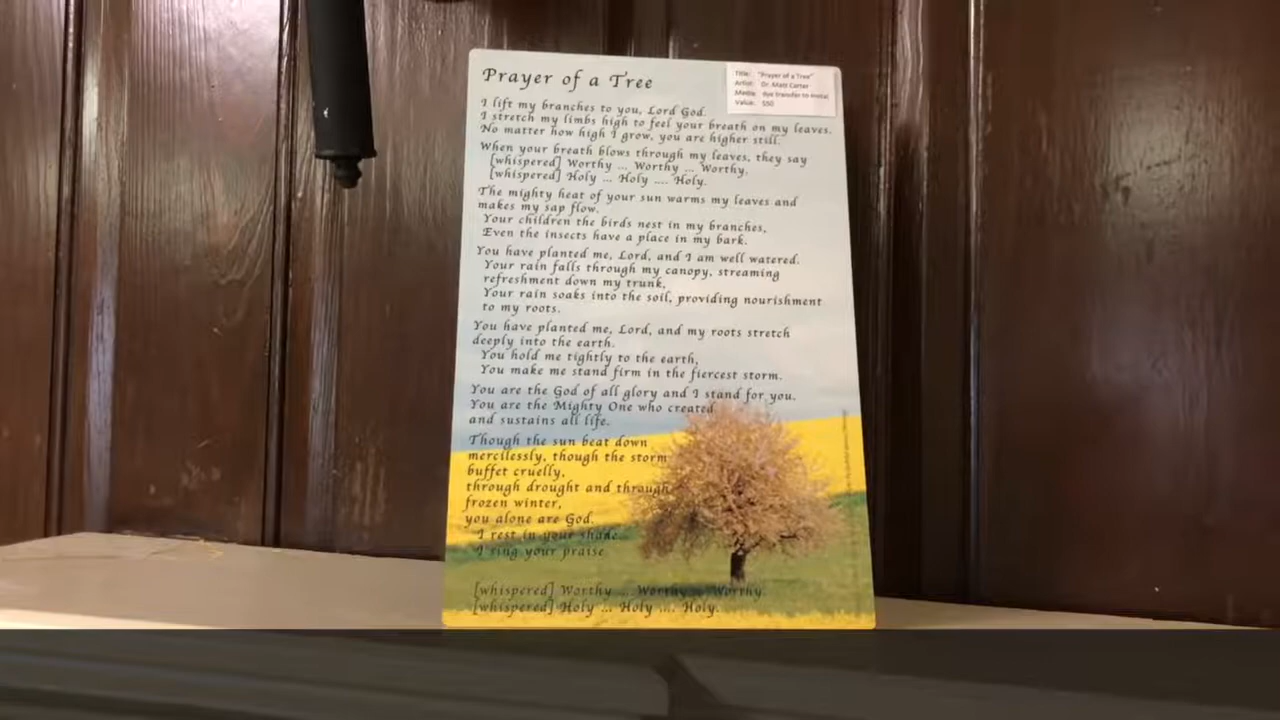 Prayer of a Tree
Title: "Prayer of a Tree"
Artist: Dr. Matt Carter
Media: dye transfer to metal
Value: $50
I lift my branches to you, Lord God.
I stretch my limbs high to feel your breath on my leaves.
No matter how high I grow, you are higher still.
When your breath blows through my leaves, they say
[whispered] Worthy ... Worthy ... Worthy.
[whispered] Holy ... Holy .... Holy.
The mighty heat of your sun warms my leaves and
makes my sap flow.
Your children the birds nest in my branches,
Even the insects have a place in my bark.
You have planted me, Lord, and I am well watered.
Your rain falls through my canopy, streaming
refreshment down my trunk,
Your rain soaks into the soil, providing nourishment
to my roots.
You have planted me, Lord, and my roots stretch
deeply into the earth.
You hold me tightly to the earth,
You make me stand firm in the fiercest storm.
You are the God of all glory and I stand for you.
You are the Mighty One who created
and sustains all life.
Though the sun beat down
mercilessly, though the storm
buffet cruelly,
through drought and through
frozen winter,
you alone are God.
I rest in your shade
I sing your praise
[whispered] Worthy ... Worthy ... Worthy.
[whispered] Holy ... Holy .... Holy.